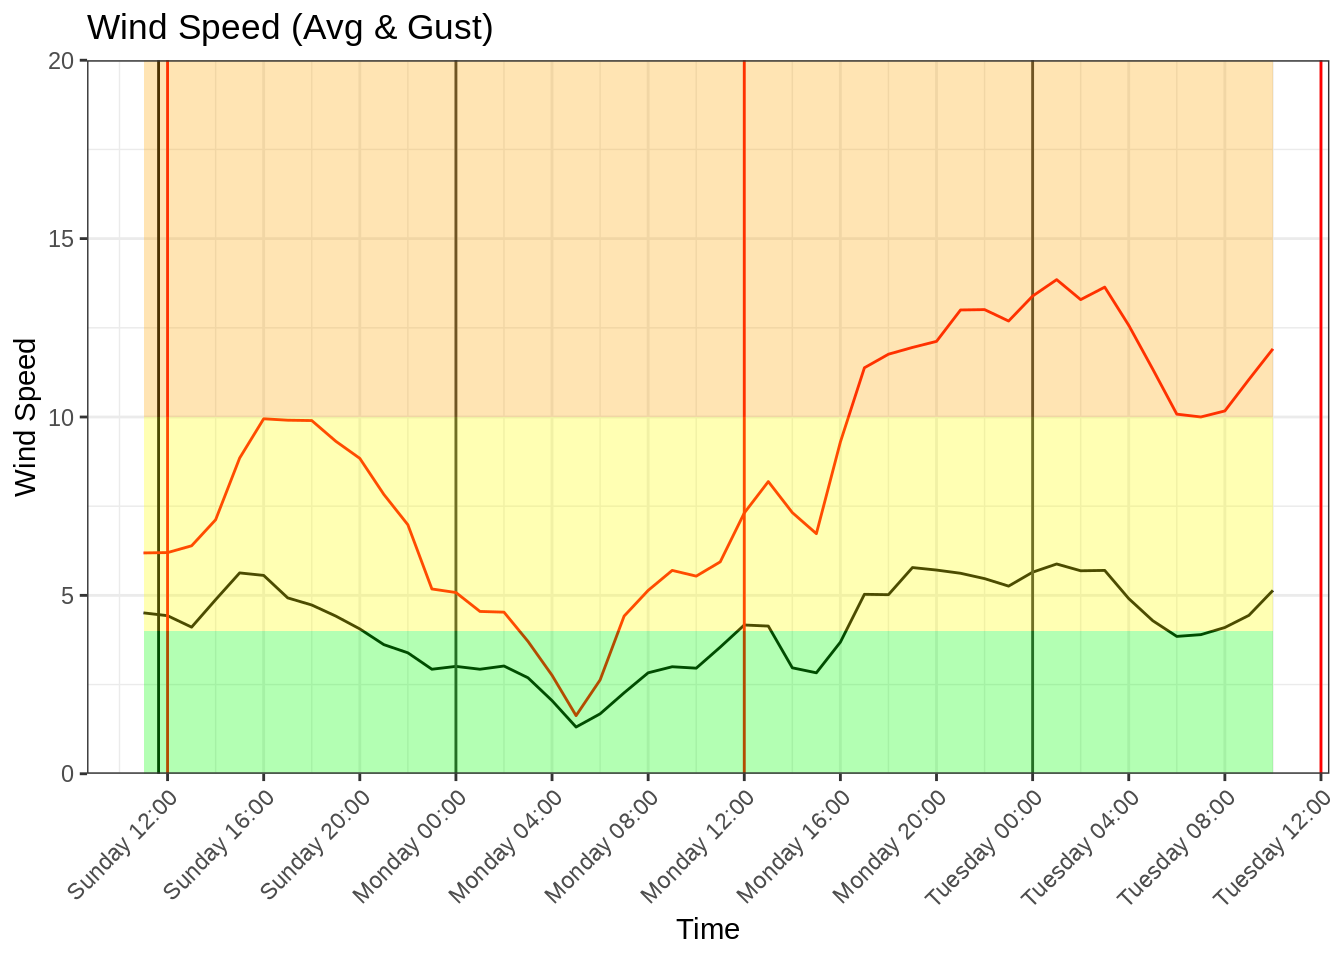 Wind Speed (Avg & Gust)
Wind Speed
20
15
10
5
0
Sunday 12:00
Sunday 16:00
Sunday 20:00
Monday 00:00
Monday 04:00
Monday 08:00
Monday 12:00
Monday 16:00
Monday 20:00
Tuesday 00:00
Tuesday 04:00
Tuesday 08:00
Tuesday 12:00
Time